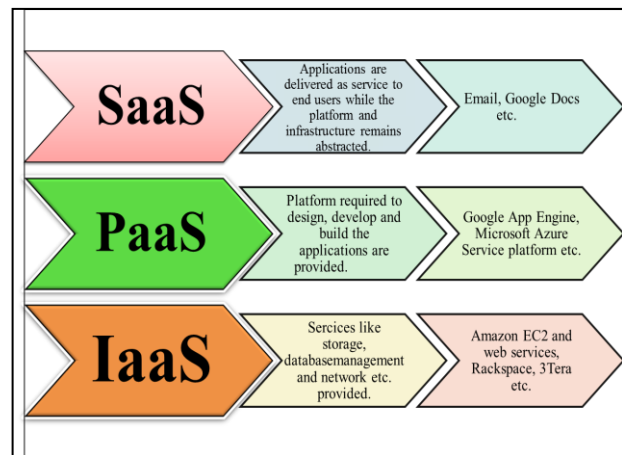 SaaS
Applications are
delivered as service to
end users while the
platform and
infrastructure remains
abstracted.
Email, Google Docs
etc.
PaaS
Platform required to
design, develop and
build the
applications are
provided.
Google App Engine,
Microsoft Azure
Service platform etc.
IaaS
Sercices like
storage,
databasemanagement
and network etc.
provided.
Amazon EC2 and
web services,
Rackspace, 3Tera
etc.